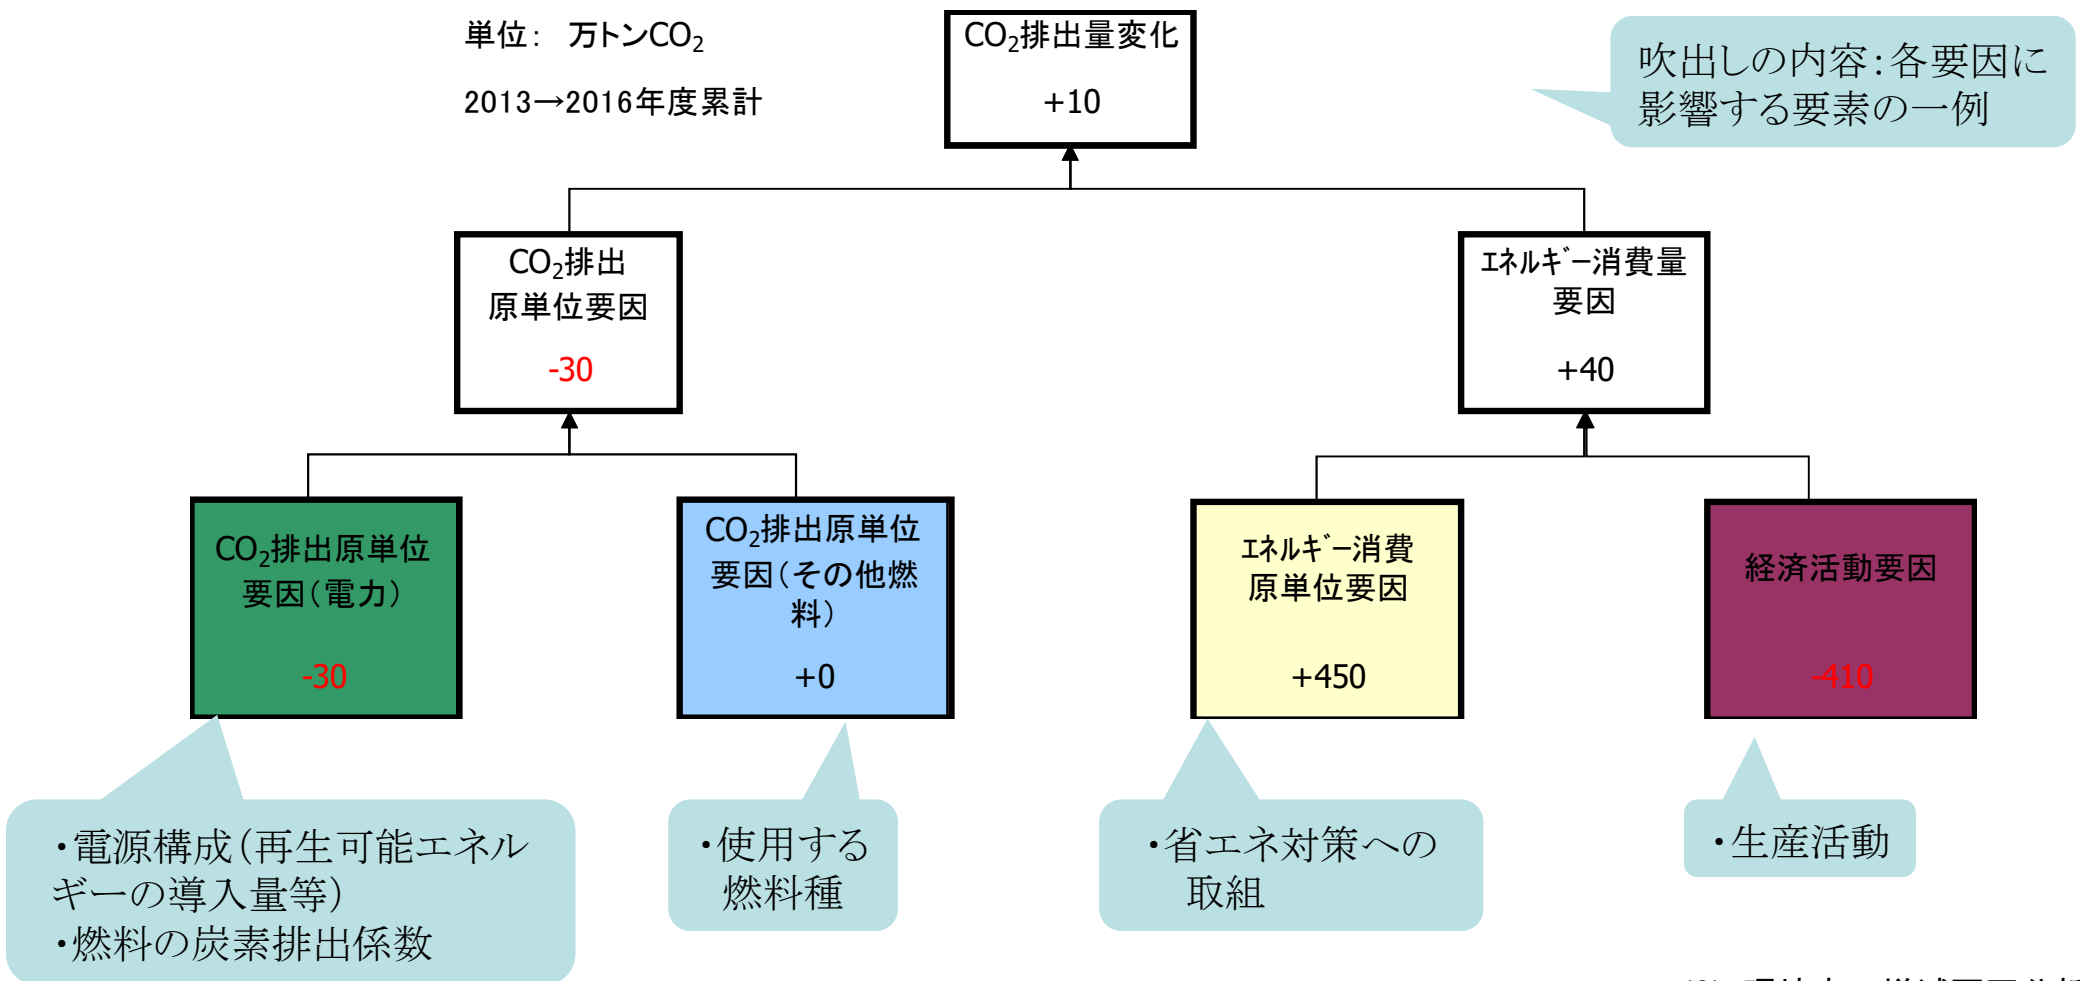 単位： 万トンCO₂
2013→2016年度累計
CO₂排出量変化
+10
吹出しの内容：各要因に
影響する要素の一例
CO₂排出
原単位要因
-30
ｴﾈﾙｷﾞｰ消費量
要因
+40
CO₂排出原単位
要因（電力）
-30
CO₂排出原単位
要因（その他燃
料）
+0
ｴﾈﾙｷﾞｰ消費
原単位要因
+450
経済活動要因
-410
・電源構成（再生可能エネル
ギーの導入量等）
・燃料の炭素排出係数
・使用する
燃料種
・省エネ対策への
取組
・生産活動